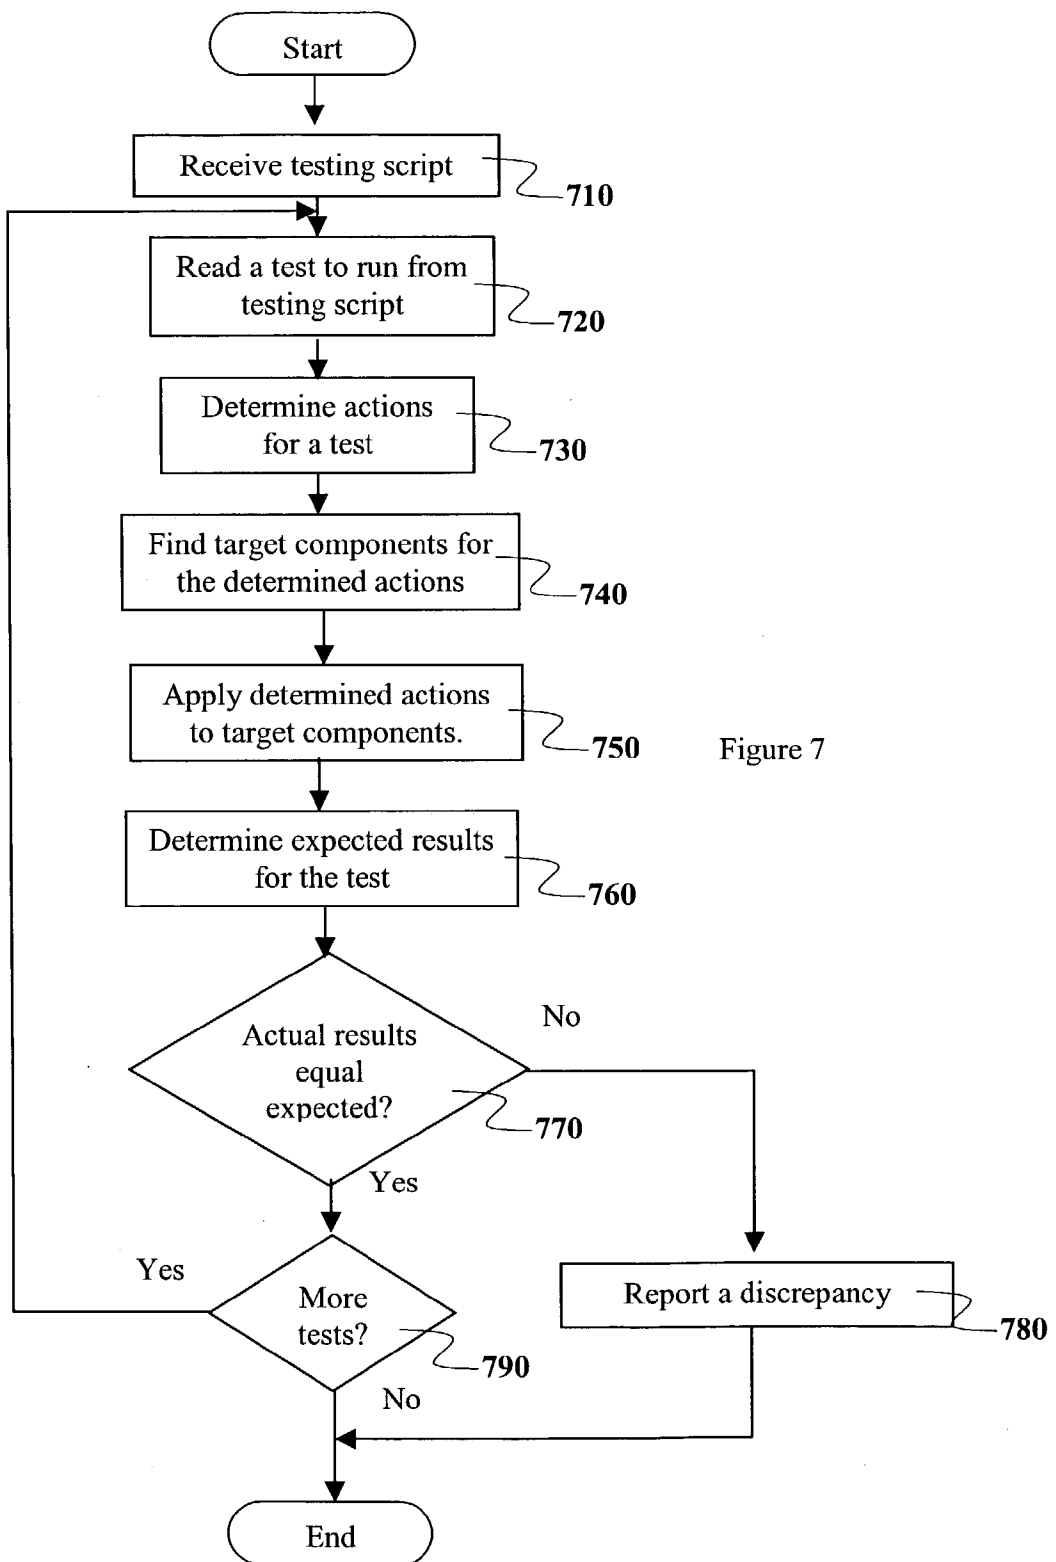 Start
Receive testing script
710
Read a test to run from
testing script
720
Determine actions
for a test
730
Find target components for
the determined actions
740
Apply determined actions
to target components.
750
Figure 7
Determine expected results
for the test
760
No
Actual results
equal
expected?
770
Yes
Yes
More
tests?
790
Report a discrepancy
780
No
End